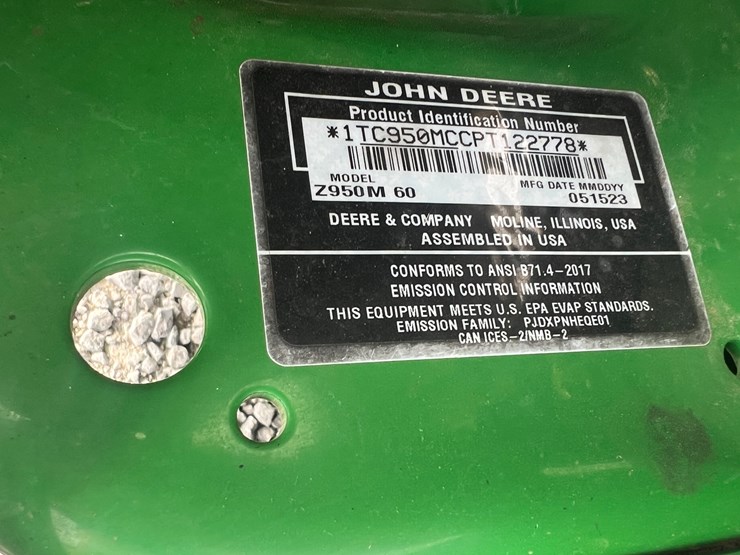 JOHN DEERE
Product Identification Number
*1TC950MCCPT122778*
MODEL
Z950M 60
MFG DATE MMDDYY
051523
DEERE & COMPANY MOLINE, ILLINOIS, USA
ASSEMBLED IN USA
CONFORMS TO ANSI B71.4-2017
EMISSION CONTROL INFORMATION
THIS EQUIPMENT MEETS U.S. EPA EVAP STANDARDS.
EMISSION FAMILY: PJDXPNHEQE01
CAN ICES-2/NMB-2